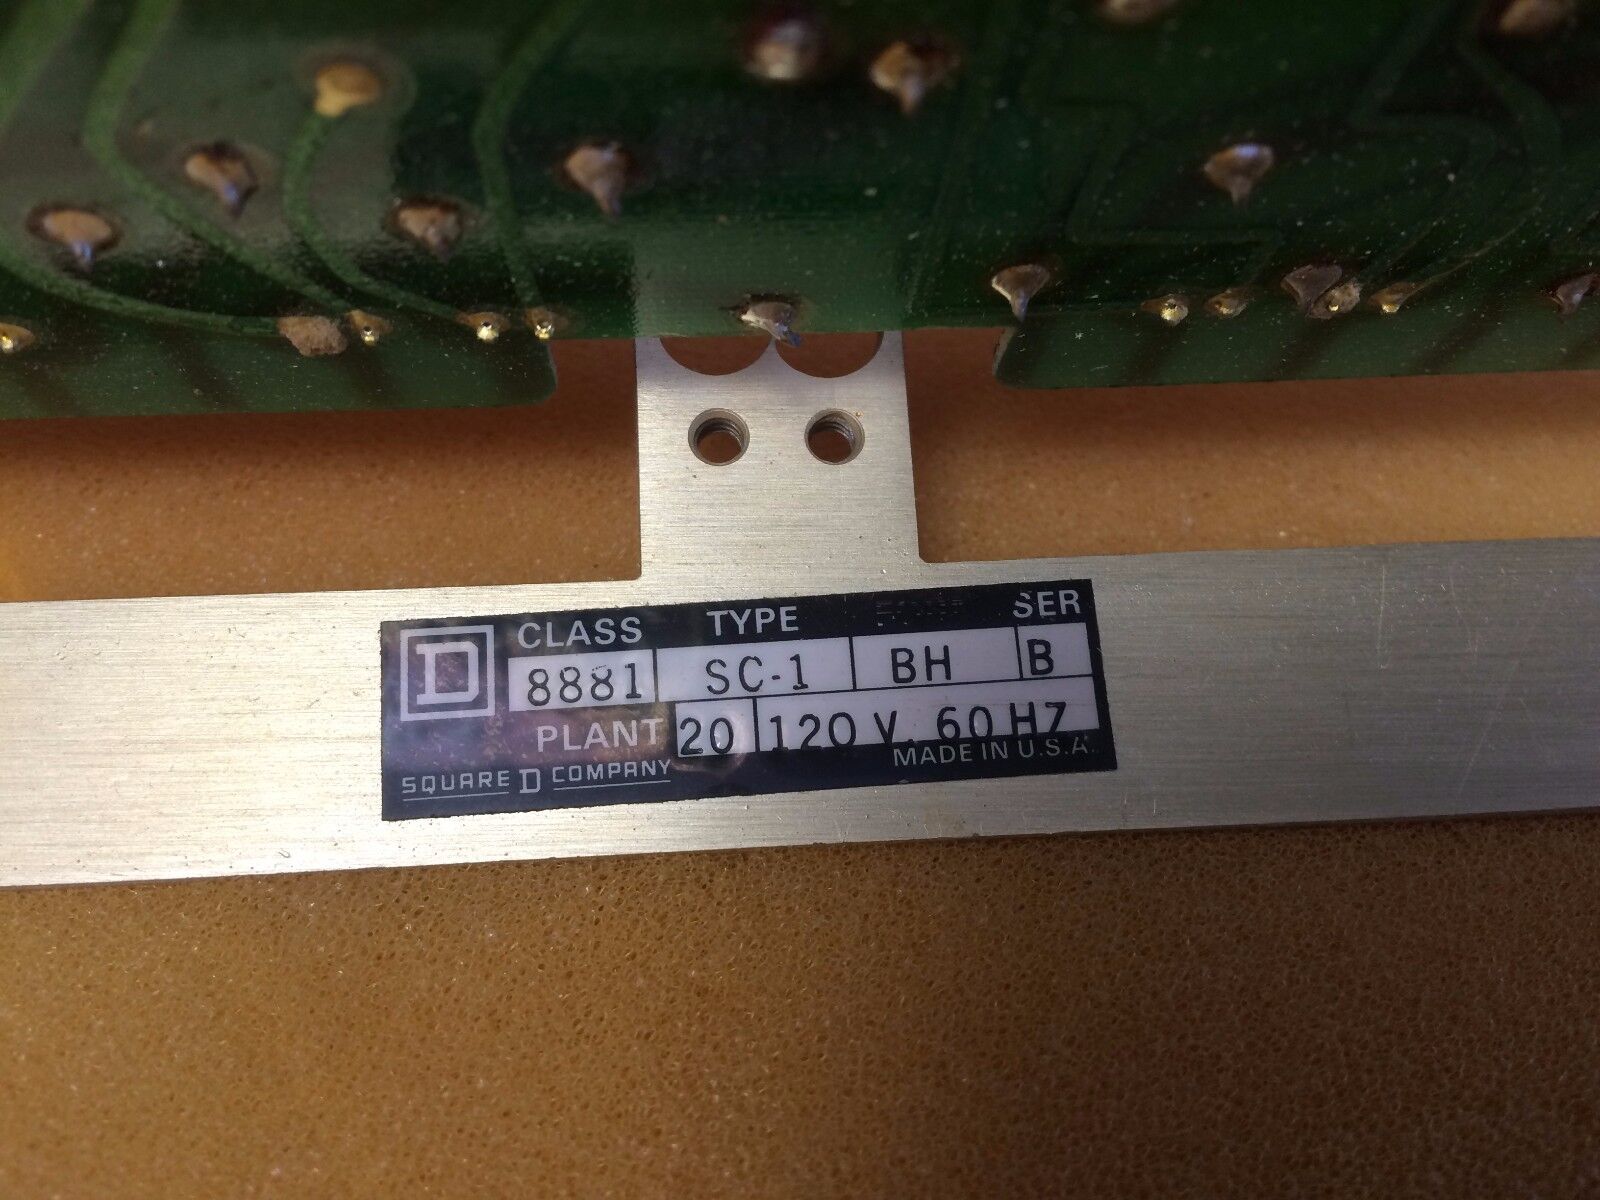 D CLASS TYPE SER
8881 SC-1 BH B
PLANT 20 120 V. 60 HZ
MADE IN U.S.A.
SQUARE D COMPANY